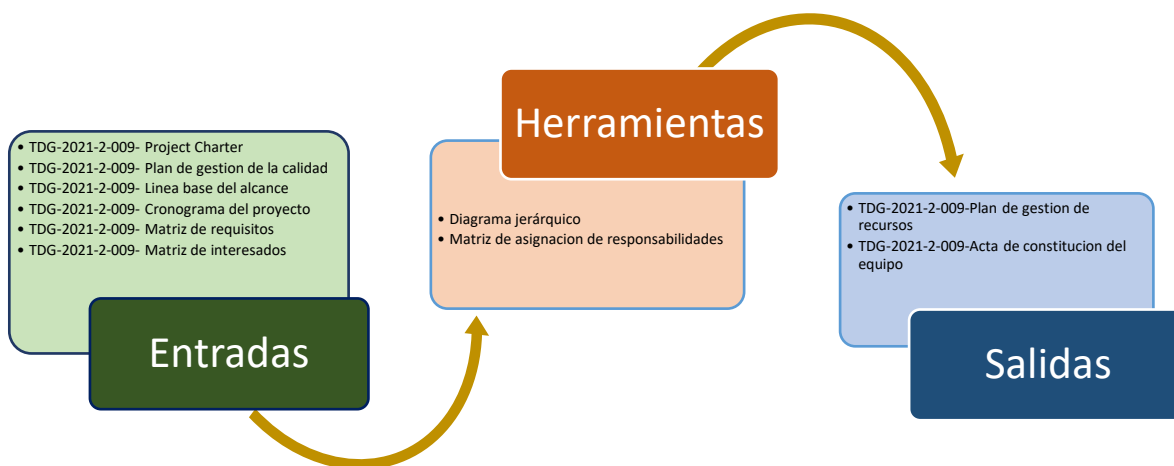 • TDG-2021-2-009- Project Charter
• TDG-2021-2-009- Plan de gestion de la calidad
• TDG-2021-2-009- Linea base del alcance
• TDG-2021-2-009- Cronograma del proyecto
• TDG-2021-2-009- Matriz de requisitos
• TDG-2021-2-009- Matriz de interesados
Entradas
Herramientas
• Diagrama jerárquico
• Matriz de asignacion de responsabilidades
• TDG-2021-2-009-Plan de gestion de
recursos
• TDG-2021-2-009-Acta de constitucion del
equipo
Salidas